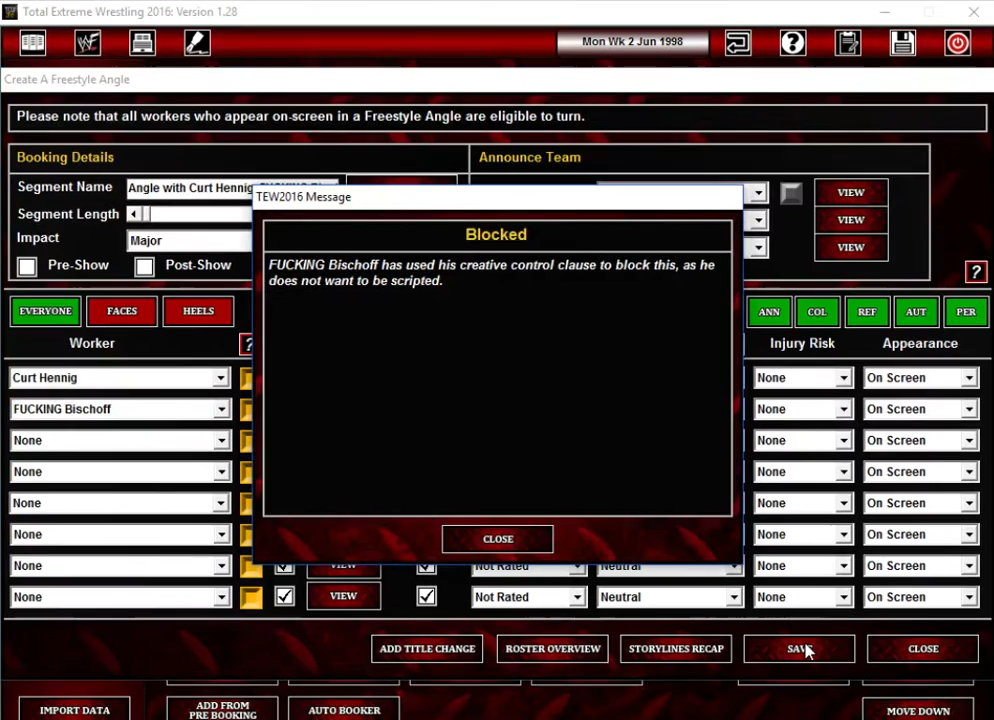 Total Extreme Wrestling 2016: Version 1.28
Mon Wk 2 Jun 1998
Create A Freestyle Angle
Please note that all workers who appear on-screen in a Freestyle Angle are eligible to turn.
Booking Details
Announce Team
Segment Name
Angle with Curt Hennig
VIEW
Segment Length
VIEW
Impact
Major
VIEW
Pre-Show
Post-Show
?
TEW2016 Message
Blocked
FUCKING Bischoff has used his creative control clause to block this, as he
does not want to be scripted.
CLOSE
EVERYONE
FACES
HEELS
ANN
COL
REF
AUT
PER
Worker
?
Injury Risk
Appearance
Curt Hennig
None
On Screen
FUCKING Bischoff
None
On Screen
None
None
On Screen
None
None
On Screen
None
None
On Screen
None
None
On Screen
None
VIEW
Not Rated
Neutral
None
On Screen
None
VIEW
Not Rated
Neutral
None
On Screen
ADD TITLE CHANGE
ROSTER OVERVIEW
STORYLINES RECAP
SAVE
CLOSE
IMPORT DATA
ADD FROM
PRE BOOKING
AUTO BOOKER
MOVE DOWN